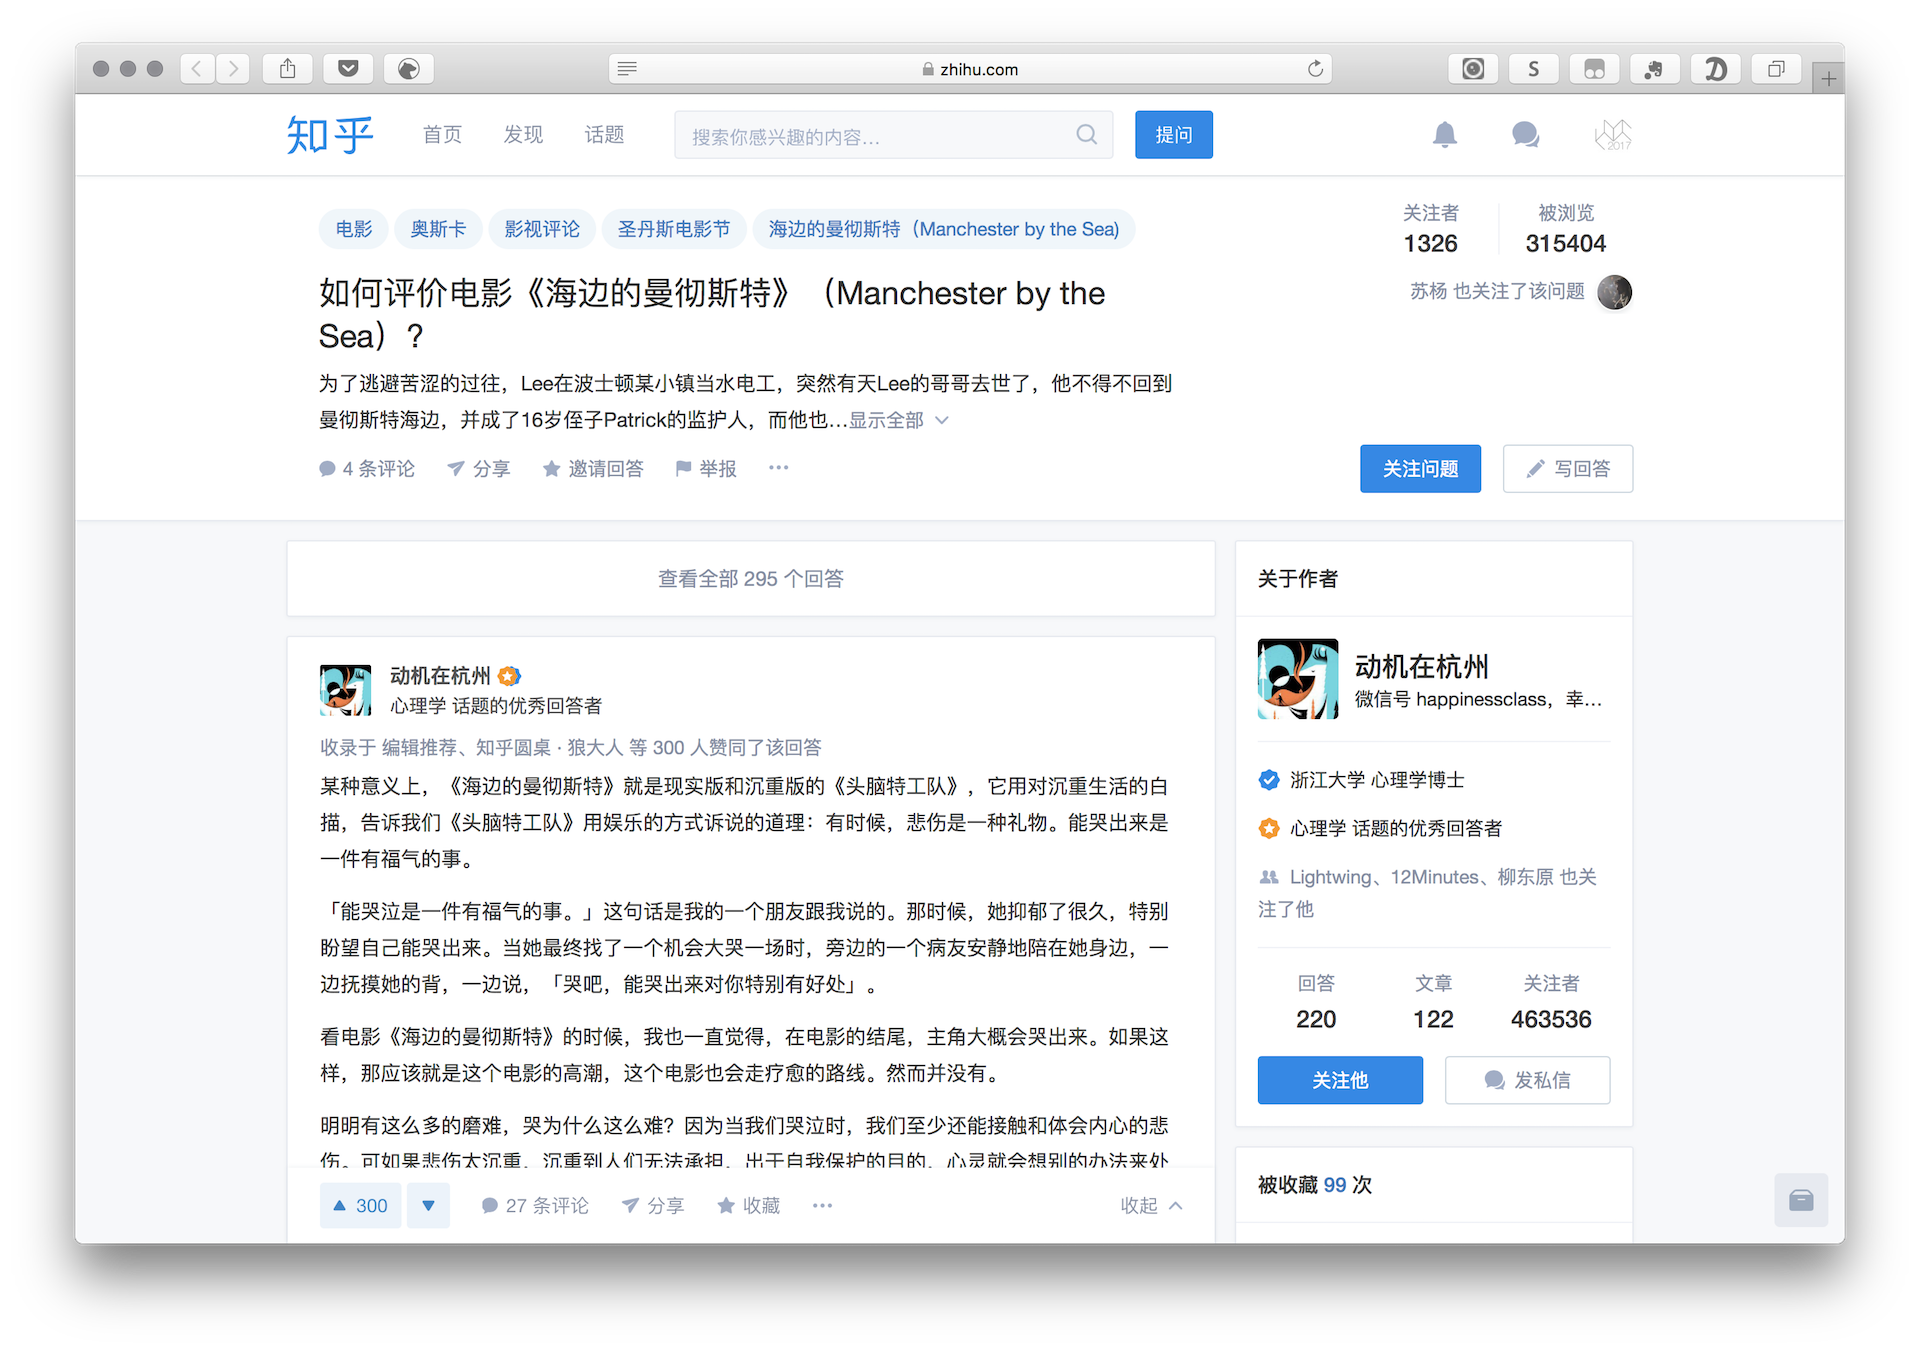 S
zhihu.com
知乎
首页 发现 话题
搜索你感兴趣的内容…
提问
2017
电影 奥斯卡 影视评论 圣丹斯电影节 海边的曼彻斯特（Manchester by the Sea）
关注者 被浏览
1326 315404
苏杨 也关注了该问题
如何评价电影《海边的曼彻斯特》（Manchester by the
Sea）?
为了逃避苦涩的过往，Lee在波士顿某小镇当水电工，突然有天Lee的哥哥去世了，他不得不回到
曼彻斯特海边，并成了16岁侄子Patrick的监护人，而他也…显示全部
4 条评论 分享 邀请回答 举报 …
关注问题 写回答
查看全部 295 个回答
动机在杭州
心理学 话题的优秀回答者
收录于 编辑推荐、知乎圆桌 · 狼大人 等 300 人赞同了该回答
某种意义上，《海边的曼彻斯特》就是现实版和沉重版的《头脑特工队》，它用对沉重生活的白
描，告诉我们《头脑特工队》用娱乐的方式诉说的道理：有时候，悲伤是一种礼物。能哭出来是
一件有福气的事。
「能哭泣是一件有福气的事。」这句话是我的一个朋友跟我说的。那时候，她抑郁了很久，特别
盼望自己能哭出来。当她最终找了一个机会大哭一场时，旁边的一个病友安静地陪在她身边，一
边抚摸她的背，一边说，「哭吧，能哭出来对你特别有好处」。
看电影《海边的曼彻斯特》的时候，我也一直觉得，在电影的结尾，主角大概会哭出来。如果这
样，那应该就是这个电影的高潮，这个电影也会走疗愈的路线。然而并没有。
明明有这么多的磨难，哭为什么这么难？因为当我们哭泣时，我们至少还能接触和体会内心的悲
伤。可如果悲伤太沉重，沉重到人们无法承担，出于自我保护的目的，心灵就会想别的办法来处
300 27 条评论 分享 收藏 … 收起
关于作者
动机在杭州
微信号 happinessclass，幸…
浙江大学 心理学博士
心理学 话题的优秀回答者
Lightwing、12Minutes、柳东原 也关
注了他
回答 文章 关注者
220 122 463536
关注他 发私信
被收藏 99 次